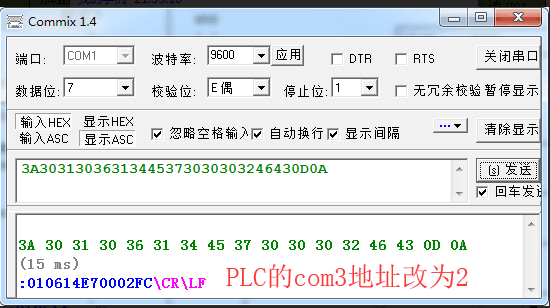 Commix 1.4
端口: COM1 波特率: 9600 应用 DTR RTS 关闭串口
数据位: 7 校验位: E 偶 停止位: 1 无冗余校验 暂停显示
输入HEX 显示HEX
输入ASC 显示ASC 忽略空格输入 自动换行 显示间隔 ... 清除显示
3A30313036313445373030303246430D0A
[s] 发送
回车发送
3A 30 31 30 36 31 34 45 37 30 30 30 32 46 43 0D 0A
(15 ms)
:010614E70002FC\CR\LF PLC的com3地址改为2